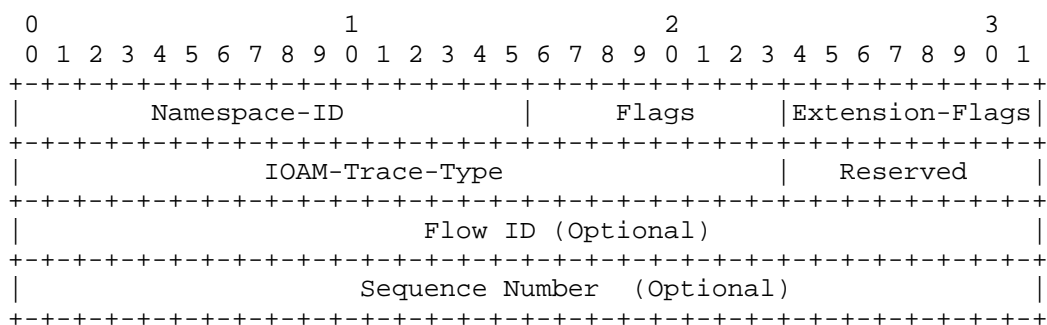 0                   1                   2                   3
 0 1 2 3 4 5 6 7 8 9 0 1 2 3 4 5 6 7 8 9 0 1 2 3 4 5 6 7 8 9 0 1
+-+-+-+-+-+-+-+-+-+-+-+-+-+-+-+-+-+-+-+-+-+-+-+-+-+-+-+-+-+-+-+-+
|        Namespace-ID           |     Flags     |Extension-Flags|
+-+-+-+-+-+-+-+-+-+-+-+-+-+-+-+-+-+-+-+-+-+-+-+-+-+-+-+-+-+-+-+-+
|               IOAM-Trace-Type                 |   Reserved    |
+-+-+-+-+-+-+-+-+-+-+-+-+-+-+-+-+-+-+-+-+-+-+-+-+-+-+-+-+-+-+-+-+
|                         Flow ID (Optional)                    |
+-+-+-+-+-+-+-+-+-+-+-+-+-+-+-+-+-+-+-+-+-+-+-+-+-+-+-+-+-+-+-+-+
|                     Sequence Number  (Optional)               |
+-+-+-+-+-+-+-+-+-+-+-+-+-+-+-+-+-+-+-+-+-+-+-+-+-+-+-+-+-+-+-+-+